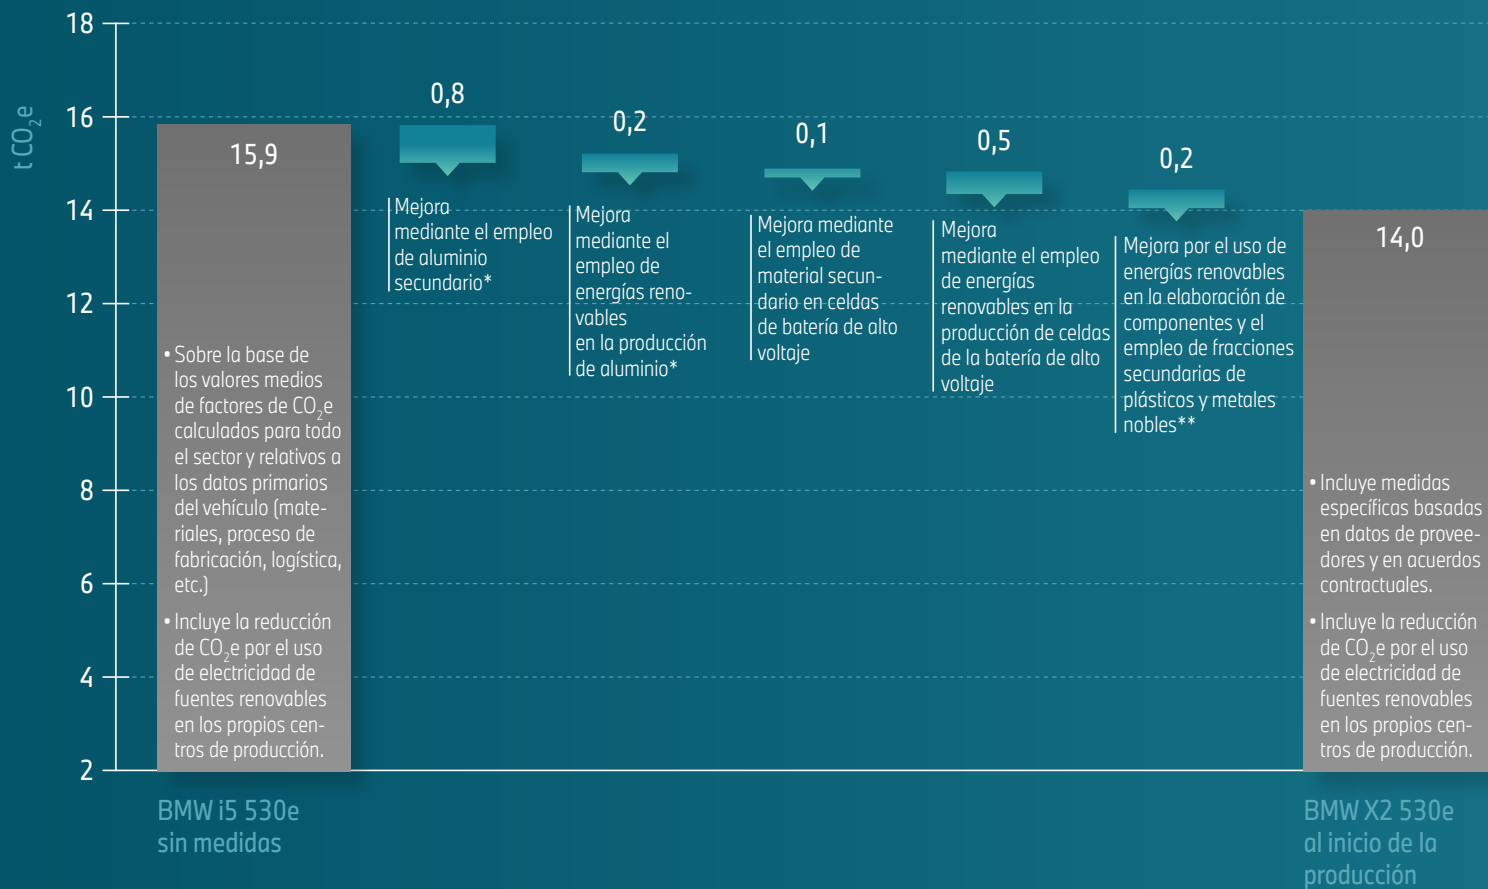 t CO₂e
18
16
14
12
10
8
6
4
2
15,9
• Sobre la base de
los valores medios
de factores de CO₂e
calculados para todo
el sector y relativos a
los datos primarios
del vehículo (mate-
riales, proceso de
fabricación, logística,
etc.)
• Incluye la reducción
de CO₂e por el uso
de electricidad de
fuentes renovables
en los propios cen-
tros de producción.
BMW i5 530e
sin medidas
0,8
Mejora
mediante el empleo
de aluminio
secundario*
0,2
Mejora
mediante el
empleo de
energías reno-
vables
en la producción
de aluminio*
0,1
Mejora mediante
el empleo de
material secun-
dario en celdas
de batería de alto
voltaje
0,5
Mejora
mediante el empleo
de energías
renovables en la
producción de celdas
de la batería de alto
voltaje
0,2
Mejora por el uso de
energías renovables
en la elaboración de
componentes y el
empleo de fracciones
secundarias de
plásticos y metales
nobles**
14,0
• Incluye medidas
específicas basadas
en datos de provee-
dores y en acuerdos
contractuales.
• Incluye la reducción
de CO₂e por el uso
de electricidad de
fuentes renovables
en los propios cen-
tros de producción.
BMW X2 530e
al inicio de la
producción